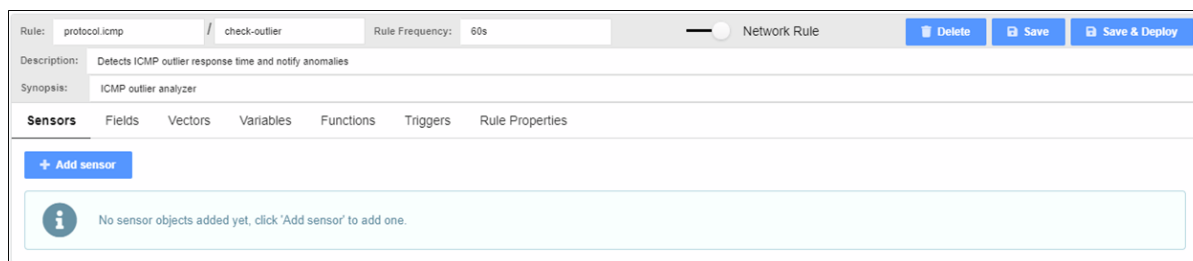 Rule: protocol.icmp / check-outlier Rule Frequency: 60s Network Rule Delete Save Save & Deploy
Description: Detects ICMP outlier response time and notify anomalies
Synopsis: ICMP outlier analyzer
Sensors Fields Vectors Variables Functions Triggers Rule Properties
+ Add sensor
No sensor objects added yet, click 'Add sensor' to add one.